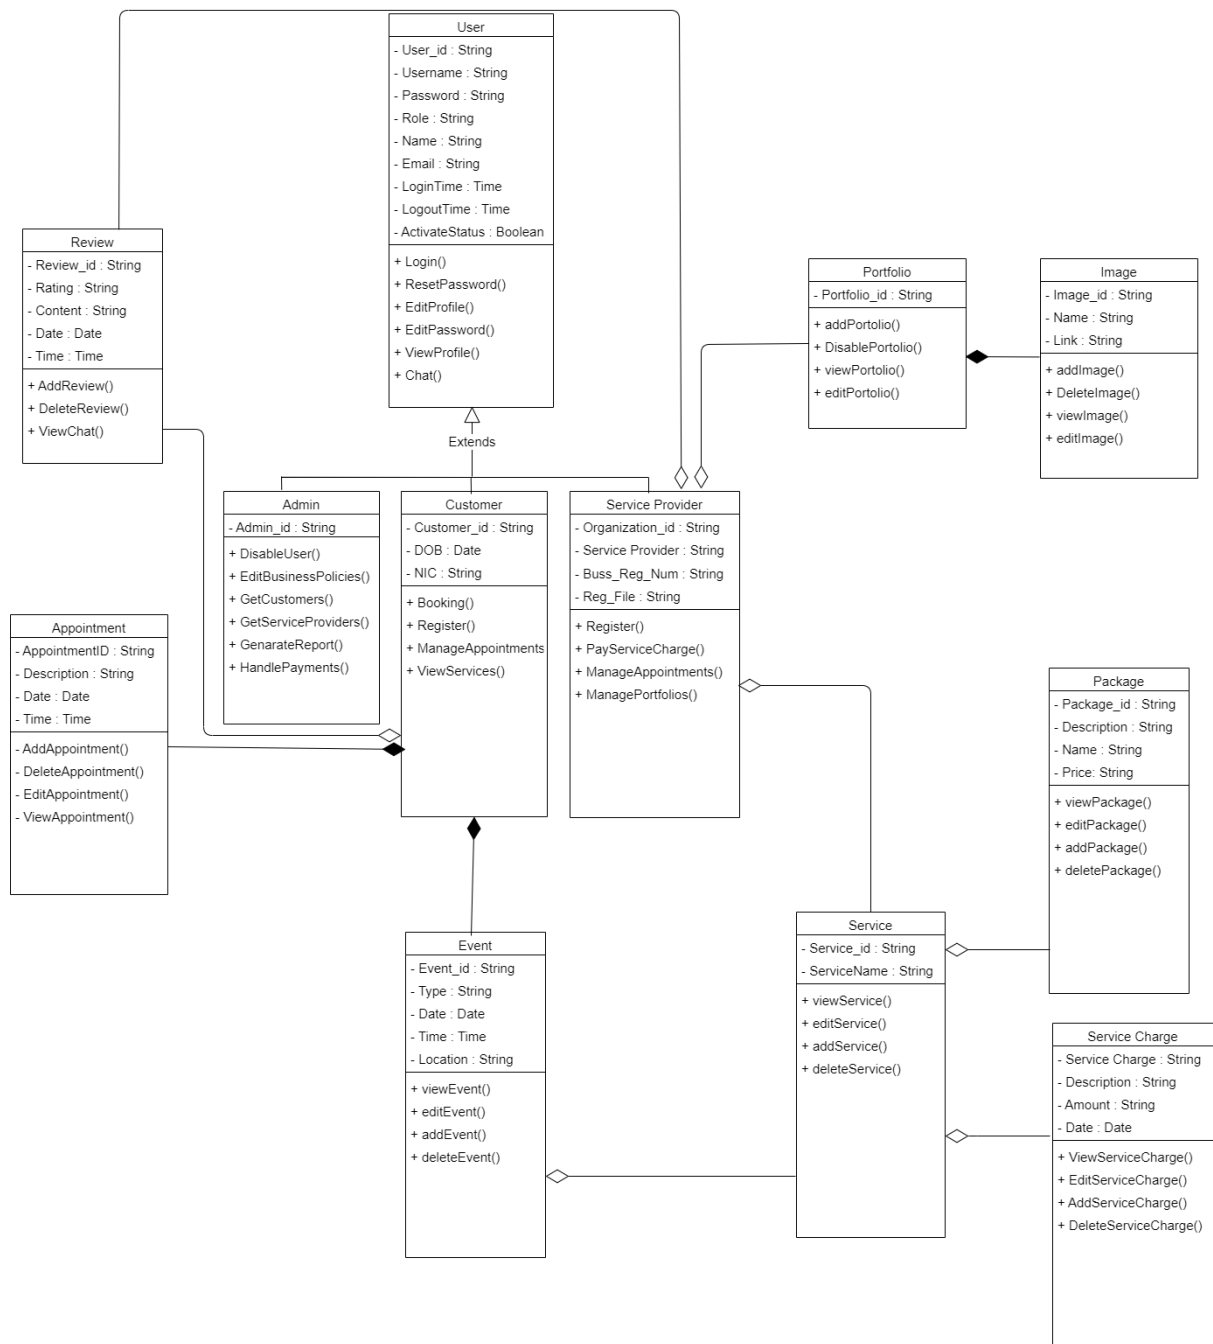 User
- User_id : String
- Username : String
- Password : String
- Role : String
- Name : String
- Email : String
- LoginTime : Time
- LogoutTime : Time
- ActivateStatus : Boolean
+ Login()
+ ResetPassword()
+ EditProfile()
+ EditPassword()
+ ViewProfile()
+ Chat()
Extends
Review
- Review_id : String
- Rating : String
- Content : String
- Date : Date
- Time : Time
+ AddReview()
+ DeleteReview()
+ ViewChat()
Portfolio
- Portfolio_id : String
+ addPortolio()
+ DisablePortolio()
+ viewPortolio()
+ editPortolio()
Image
- Image_id : String
- Name : String
- Link : String
+ addImage()
+ DeleteImage()
+ viewImage()
+ editImage()
Admin
- Admin_id : String
+ DisableUser()
+ EditBusinessPolicies()
+ GetCustomers()
+ GetServiceProviders()
+ GenarateReport()
+ HandlePayments()
Customer
- Customer_id : String
- DOB : Date
- NIC : String
+ Booking()
+ Register()
+ ManageAppointments
+ ViewServices()
Service Provider
- Organization_id : String
- Service Provider : String
- Buss_Reg_Num : String
- Reg_File : String
+ Register()
+ PayServiceCharge()
+ ManageAppointments()
+ ManagePortfolios()
Appointment
- AppointmentID : String
- Description : String
- Date : Date
- Time : Time
- AddAppointment()
- DeleteAppointment()
- EditAppointment()
- ViewAppointment()
Package
- Package_id : String
- Description : String
- Name : String
- Price: String
+ viewPackage()
+ editPackage()
+ addPackage()
+ deletePackage()
Event
- Event_id : String
- Type : String
- Date : Date
- Time : Time
- Location : String
+ viewEvent()
+ editEvent()
+ addEvent()
+ deleteEvent()
Service
- Service_id : String
- ServiceName : String
+ viewService()
+ editService()
+ addService()
+ deleteService()
Service Charge
- Service Charge : String
- Description : String
- Amount : String
- Date : Date
+ ViewServiceCharge()
+ EditServiceCharge()
+ AddServiceCharge()
+ DeleteServiceCharge()